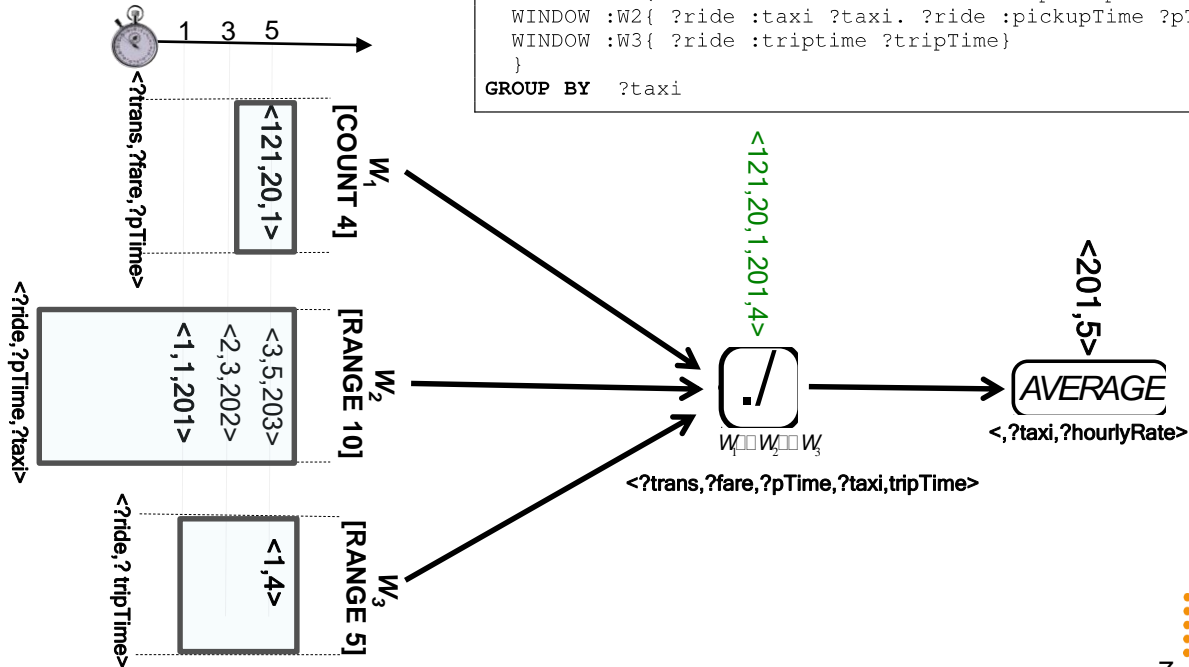 WINDOW :W2{ ?ride :taxi ?taxi. ?ride :pickupTime
WINDOW :W3{ ?ride :triptime ?tripTime}
}
GROUP BY ?taxi
1 3 5
<?trans,?fare,?pTime>
<121,20,1>
W1
[COUNT 4]
<?ride,?pTime,?taxi>
<1,1,201>
<2,3,202>
<3,5,203>
W2
[RANGE 10]
<?ride,? tripTime>
<1,4>
W3
[RANGE 5]
<121,20,1,201,4>
./
W1 W2 W3
<?trans,?fare,?pTime,?taxi,tripTime>
<201,5>
AVERAGE
<,?taxi,?hourlyRate>